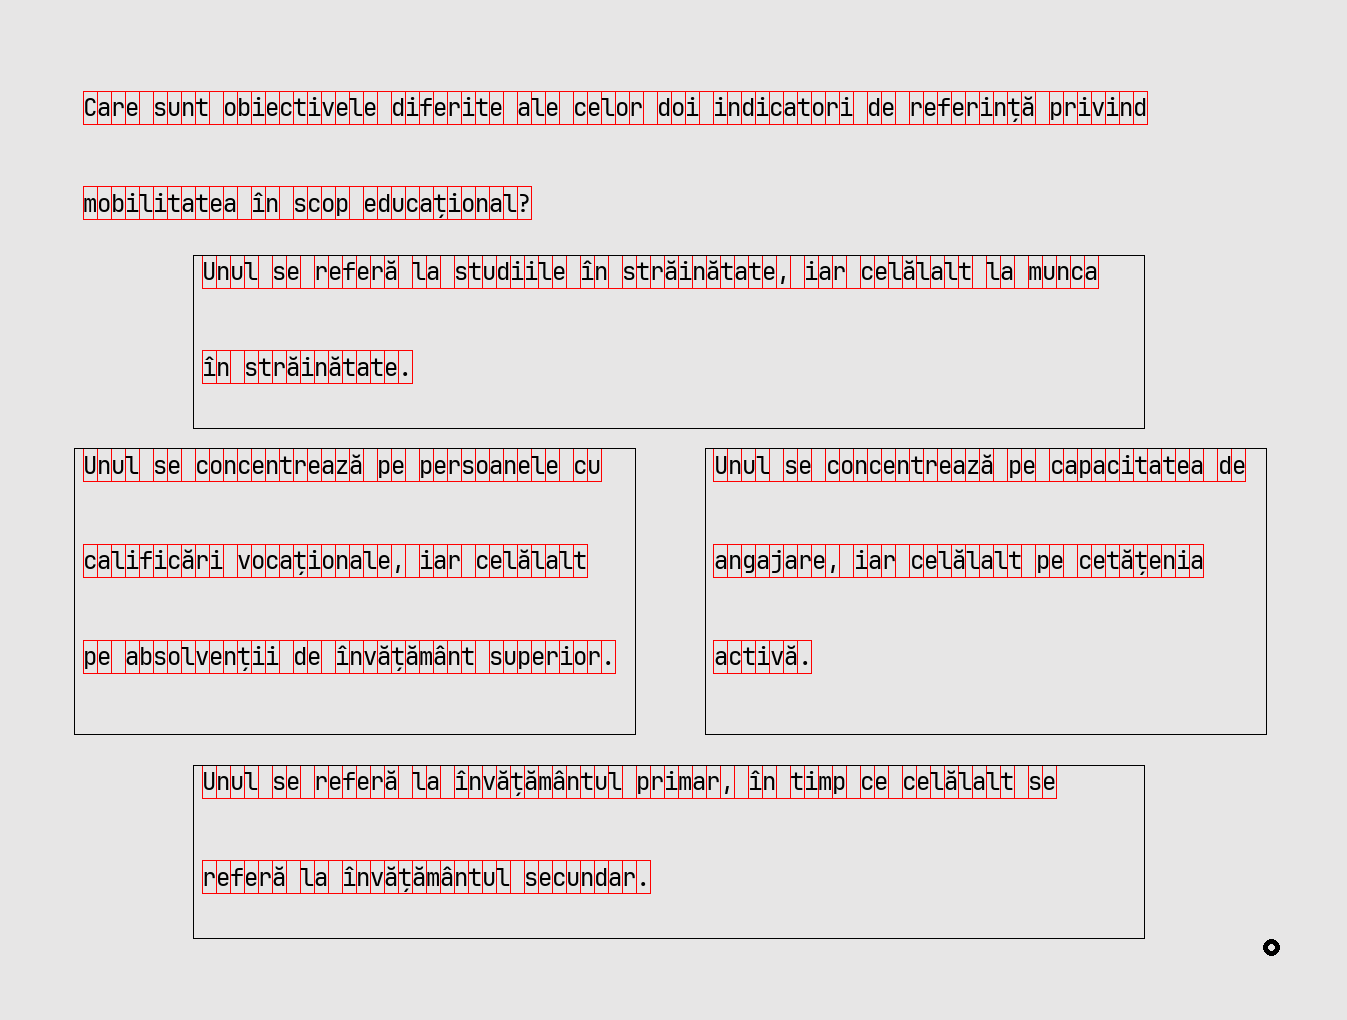 Care sunt obiectivele diferite ale celor doi indicatori de referință privind
mobilitatea în scop educațional?
Unul se referă la studiile în străinătate, iar celălalt la munca
în străinătate.
Unul se concentrează pe persoanele cu
calificări vocaționale, iar celălalt
pe absolvenții de învățământ superior.
Unul se concentrează pe capacitatea de
angajare, iar celălalt pe cetățenia
activă.
Unul se referă la învățământul primar, în timp ce celălalt se
referă la învățământul secundar.